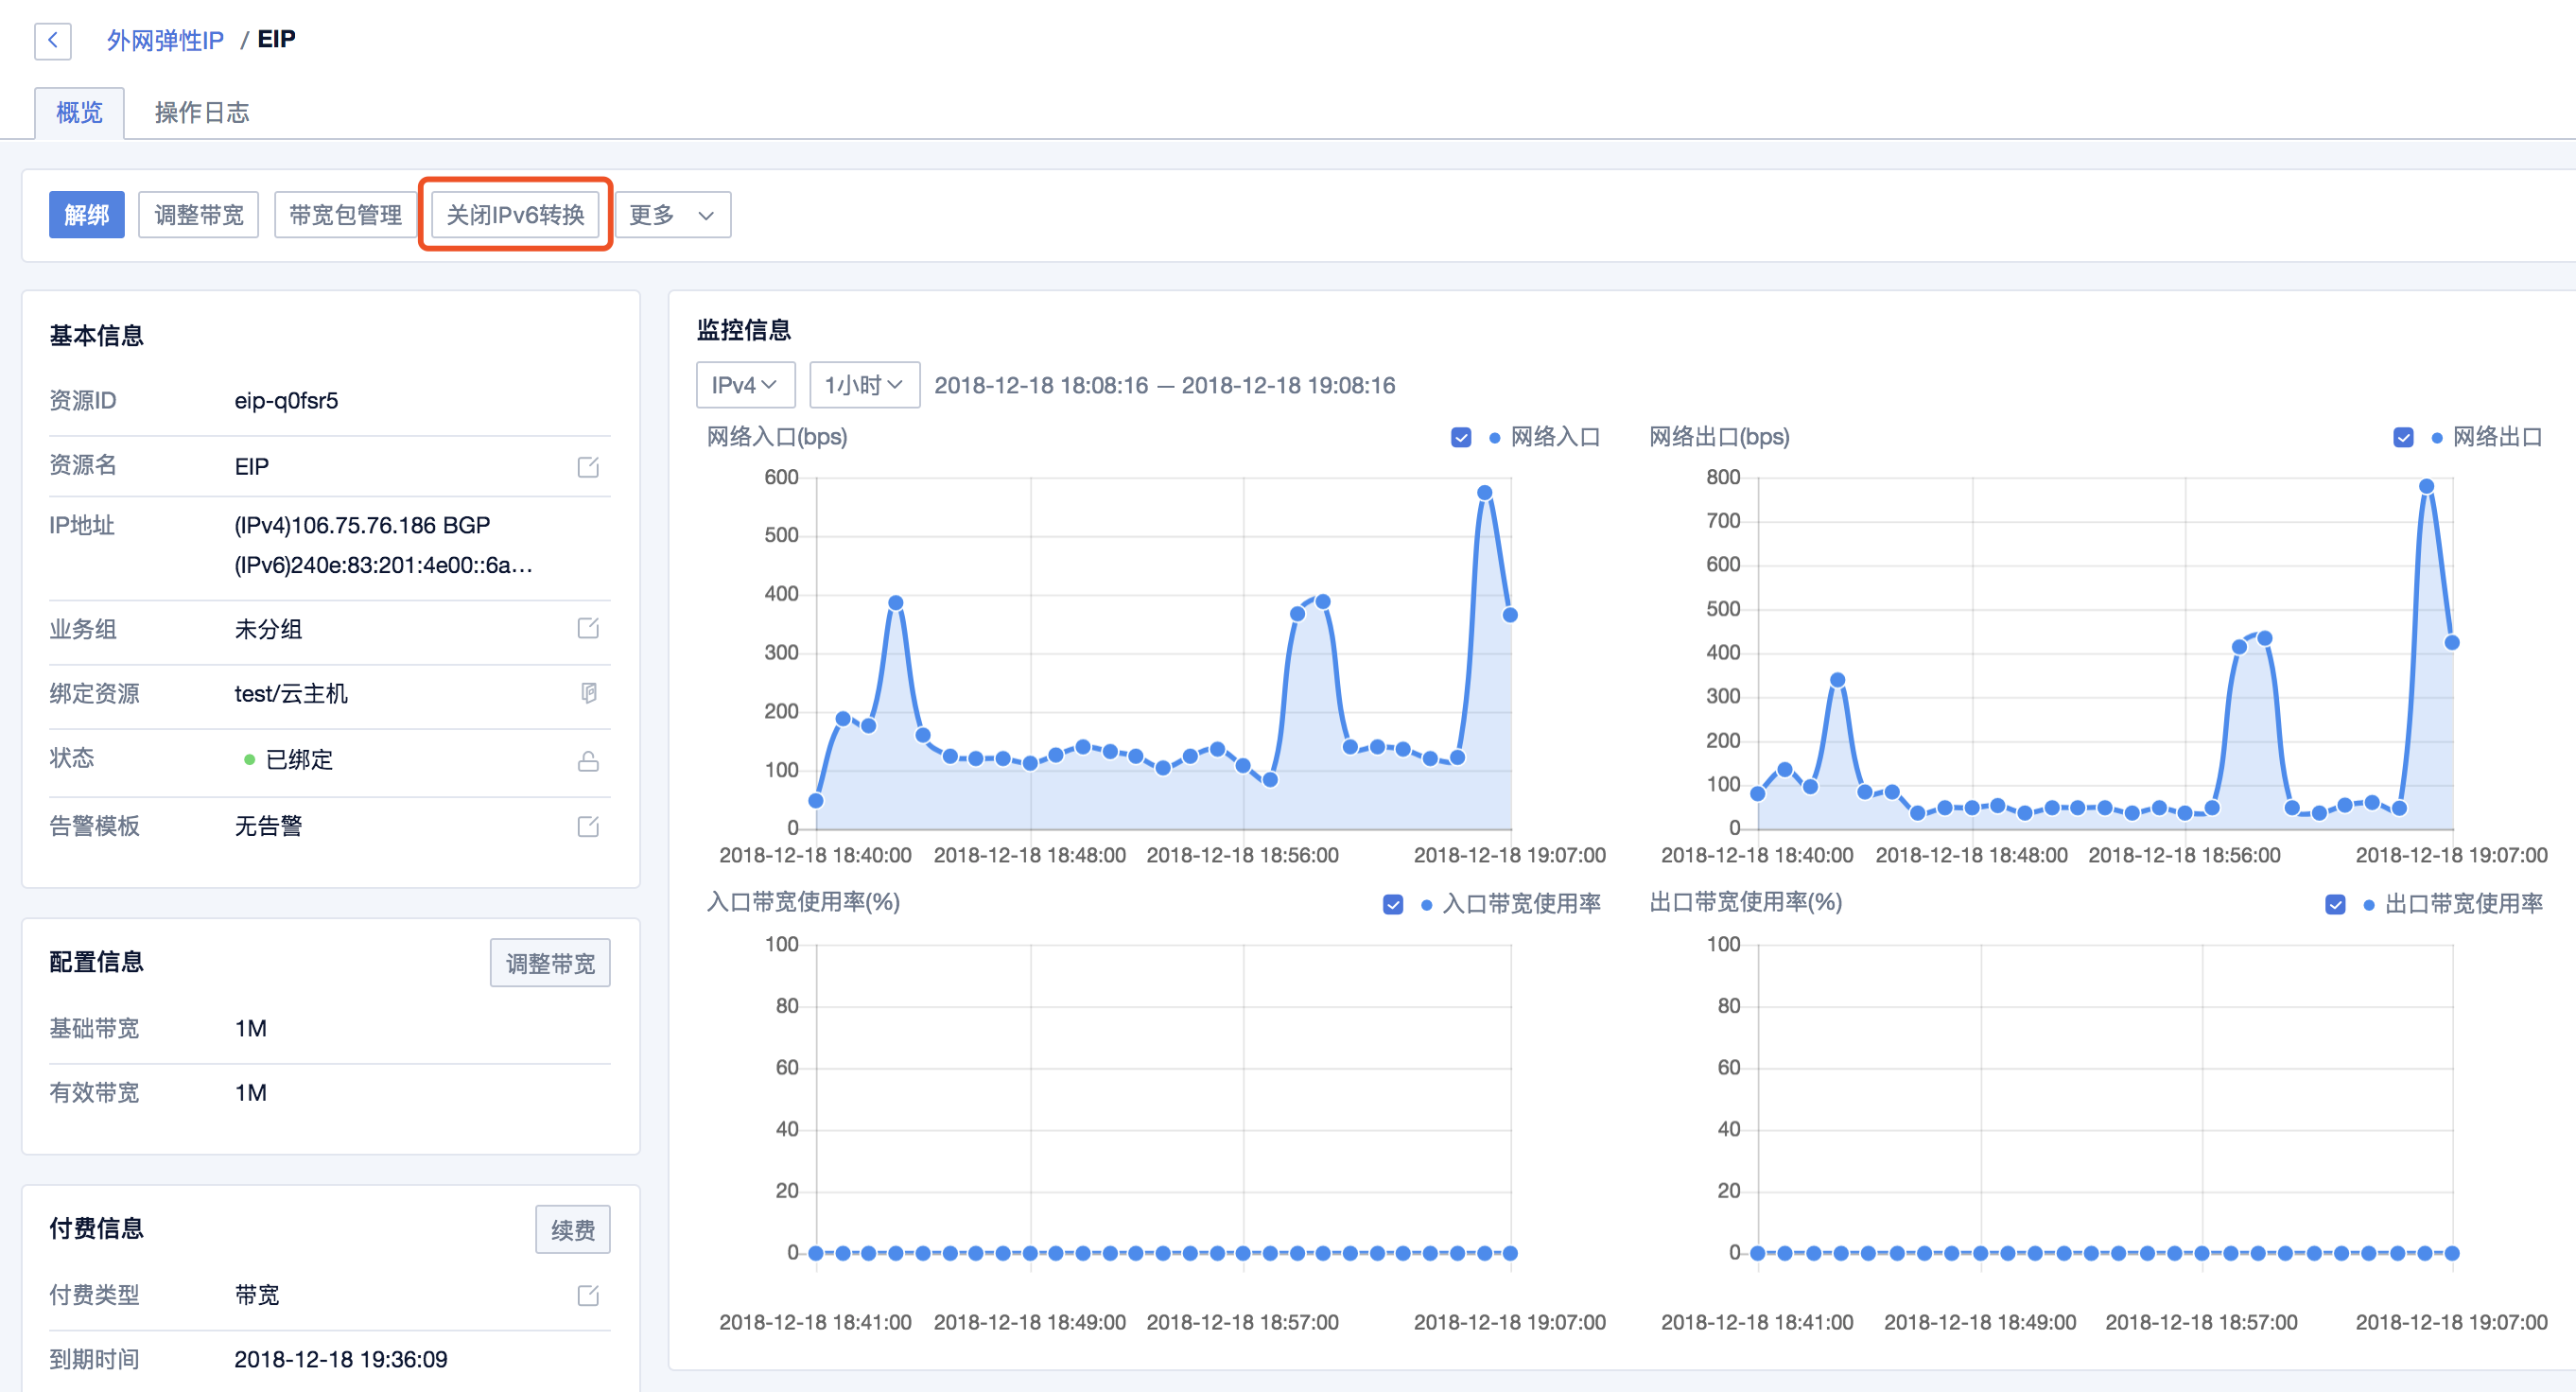 外网弹性IP / EIP
概览 操作日志
解绑 调整带宽 带宽包管理 关闭IPv6转换 更多
基本信息
资源ID eip-q0fsr5
资源名 EIP
IP地址 (IPv4)106.75.76.186 BGP
(IPv6)240e:83:201:4e00::6a...
业务组 未分组
绑定资源 test/云主机
状态 已绑定
告警模板 无告警
配置信息 调整带宽
基础带宽 1M
有效带宽 1M
付费信息 续费
付费类型 带宽
到期时间 2018-12-18 19:36:09
监控信息
IPv4 1小时 2018-12-18 18:08:16 — 2018-12-18 19:08:16
网络入口(bps) 网络入口
600
500
400
300
200
100
0
2018-12-18 18:40:00 2018-12-18 18:48:00 2018-12-18 18:56:00 2018-12-18 19:07:00
网络出口(bps) 网络出口
800
700
600
500
400
300
200
100
0
2018-12-18 18:40:00 2018-12-18 18:48:00 2018-12-18 18:56:00 2018-12-18 19:07:00
入口带宽使用率(%) 入口带宽使用率
100
80
60
40
20
0
2018-12-18 18:41:00 2018-12-18 18:49:00 2018-12-18 18:57:00 2018-12-18 19:07:00
出口带宽使用率(%) 出口带宽使用率
100
80
60
40
20
0
2018-12-18 18:41:00 2018-12-18 18:49:00 2018-12-18 18:57:00 2018-12-18 19:07:00